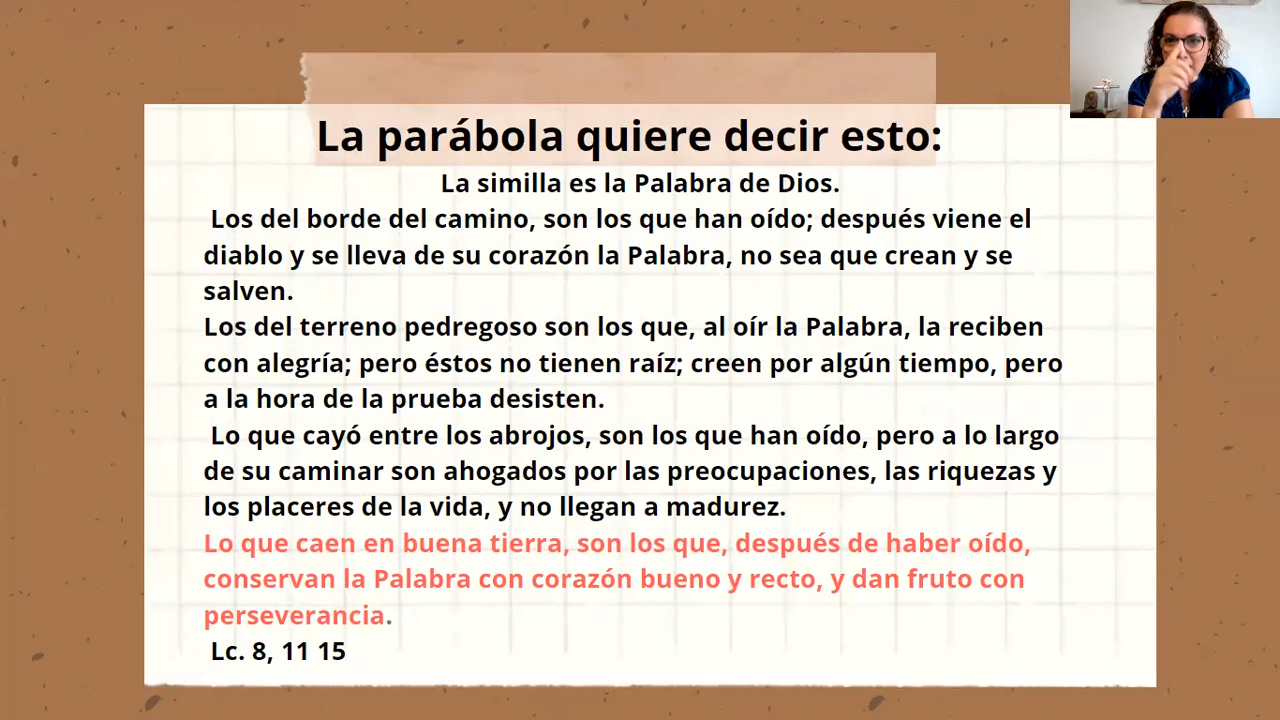 La parábola quiere decir esto:
La similla es la Palabra de Dios.
Los del borde del camino, son los que han oído; después viene el
diablo y se lleva de su corazón la Palabra, no sea que crean y se
salven.
Los del terreno pedregoso son los que, al oír la Palabra, la reciben
con alegría; pero éstos no tienen raíz; creen por algún tiempo, pero
a la hora de la prueba desisten.
Lo que cayó entre los abrojos, son los que han oído, pero a lo largo
de su caminar son ahogados por las preocupaciones, las riquezas y
los placeres de la vida, y no llegan a madurez.
Lo que caen en buena tierra, son los que, después de haber oído,
conservan la Palabra con corazón bueno y recto, y dan fruto con
perseverancia.
Lc. 8, 11 15